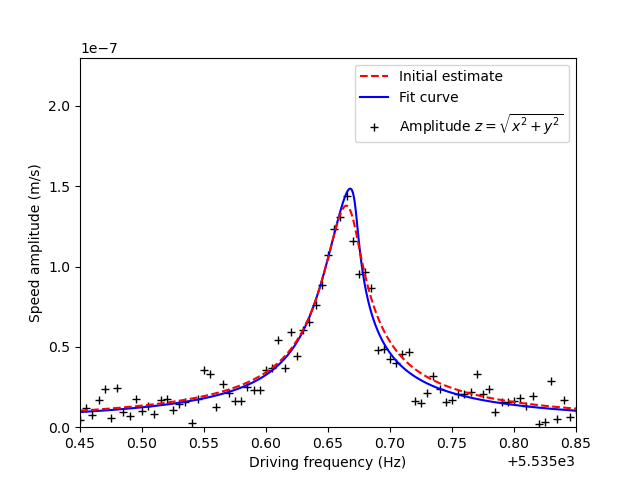 1e−7
2.0
1.5
1.0
0.5
0.0
Speed amplitude (m/s)
Initial estimate
Fit curve
Amplitude z = √x² + y²
0.45 0.50 0.55 0.60 0.65 0.70 0.75 0.80 0.85
Driving frequency (Hz)
+5.535e3